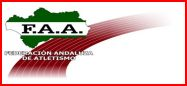 F.A.A.
FEDERACIÓN ANDALUZA
DE ATLETISMO